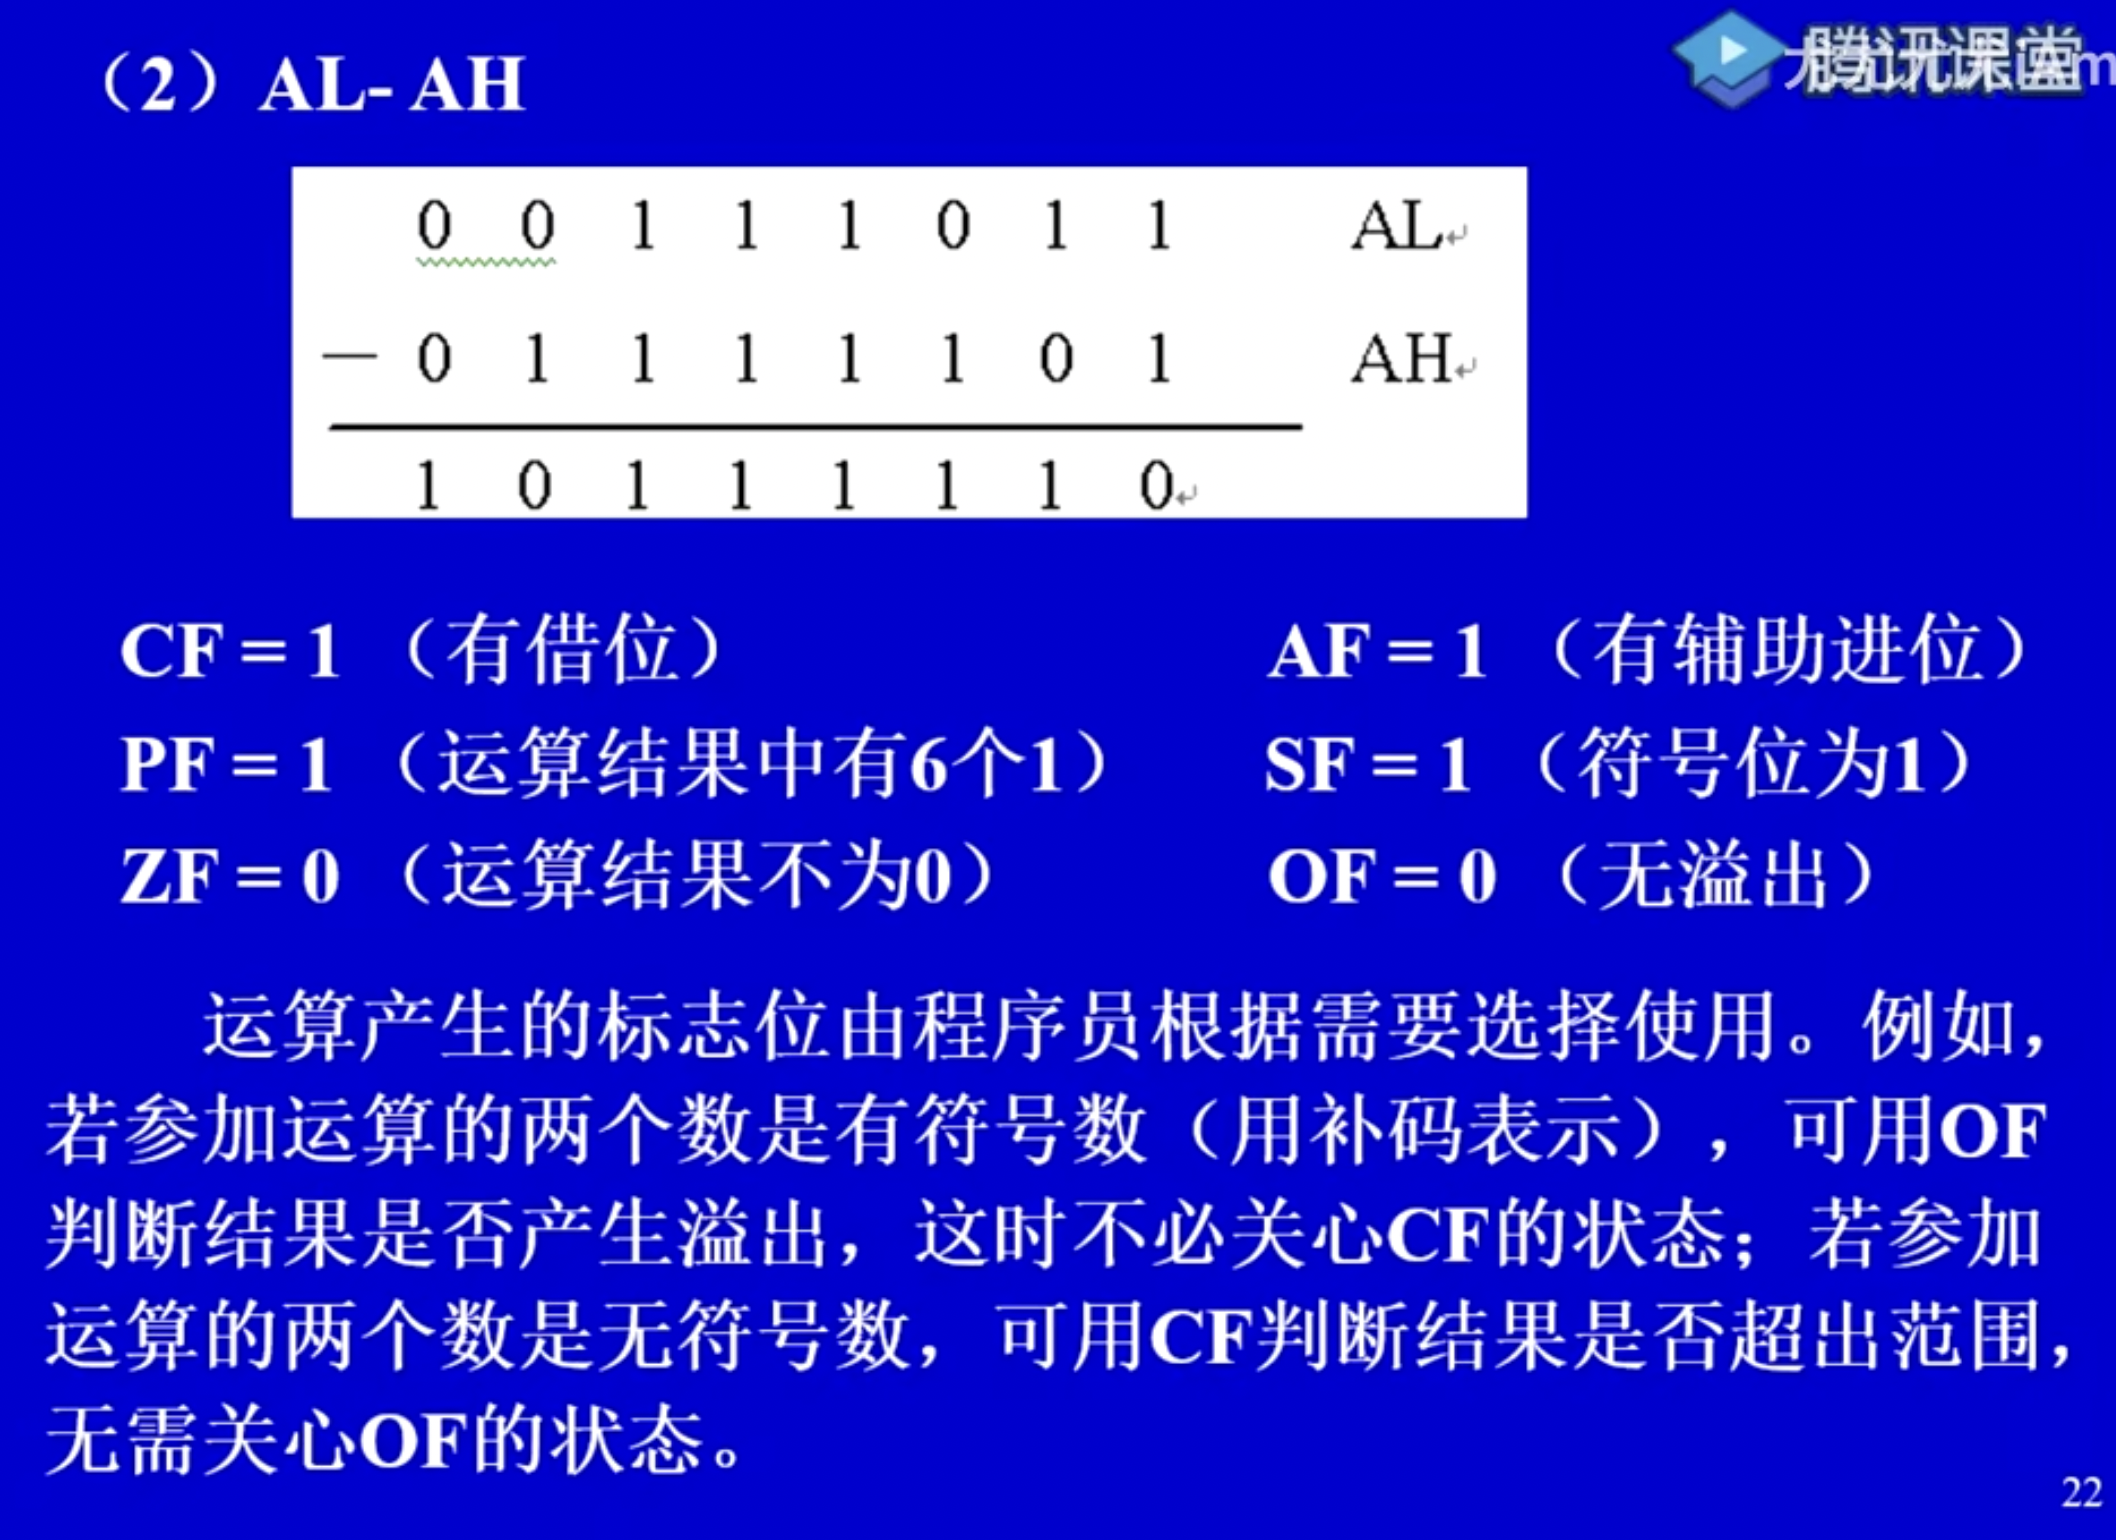 （2）AL- AH
腾讯课堂
0 0 1 1 1 0 1 1 AL
— 0 1 1 1 1 1 0 1 AH
1 0 1 1 1 1 1 0
CF = 1 （有借位） AF = 1 （有辅助进位）
PF = 1 （运算结果中有6个1） SF = 1 （符号位为1）
ZF = 0 （运算结果不为0） OF = 0 （无溢出）
运算产生的标志位由程序员根据需要选择使用。例如，
若参加运算的两个数是有符号数（用补码表示），可用OF
判断结果是否产生溢出，这时不必关心CF的状态；若参加
运算的两个数是无符号数，可用CF判断结果是否超出范围，
无需关心OF的状态。
22